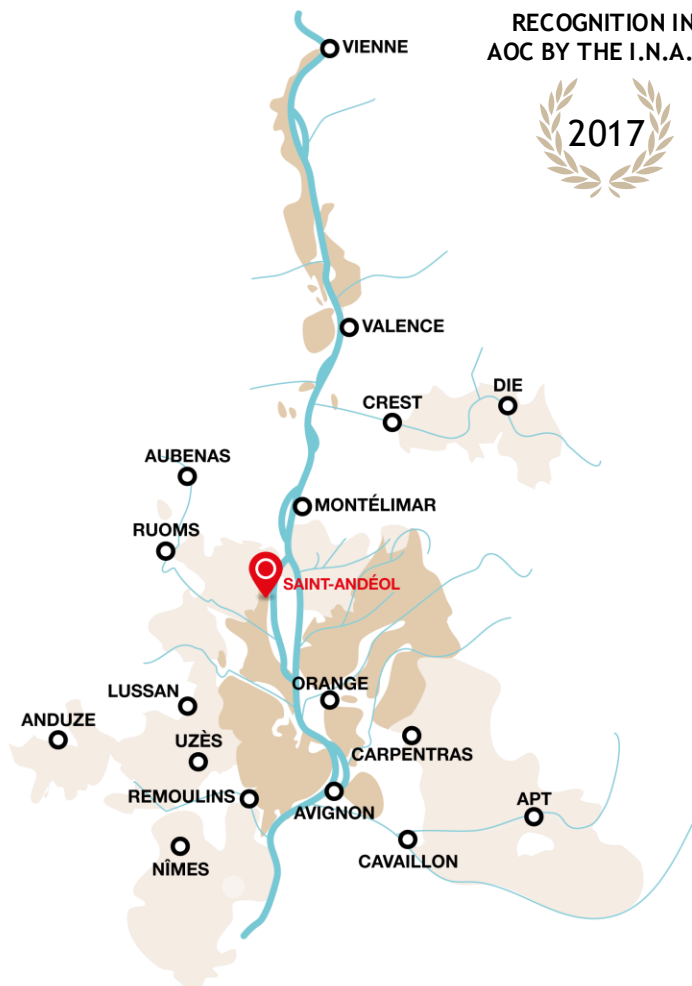 RECOGNITION IN
AOC BY THE I.N.A.
2017
VIENNE
VALENCE
DIE
CREST
AUBENAS
MONTÉLIMAR
RUOMS
SAINT-ANDÉOL
ORANGE
LUSSAN
ANDUZE
UZÈS
CARPENTRAS
REMOULINS
AVIGNON
APT
CAVAILLON
NÎMES